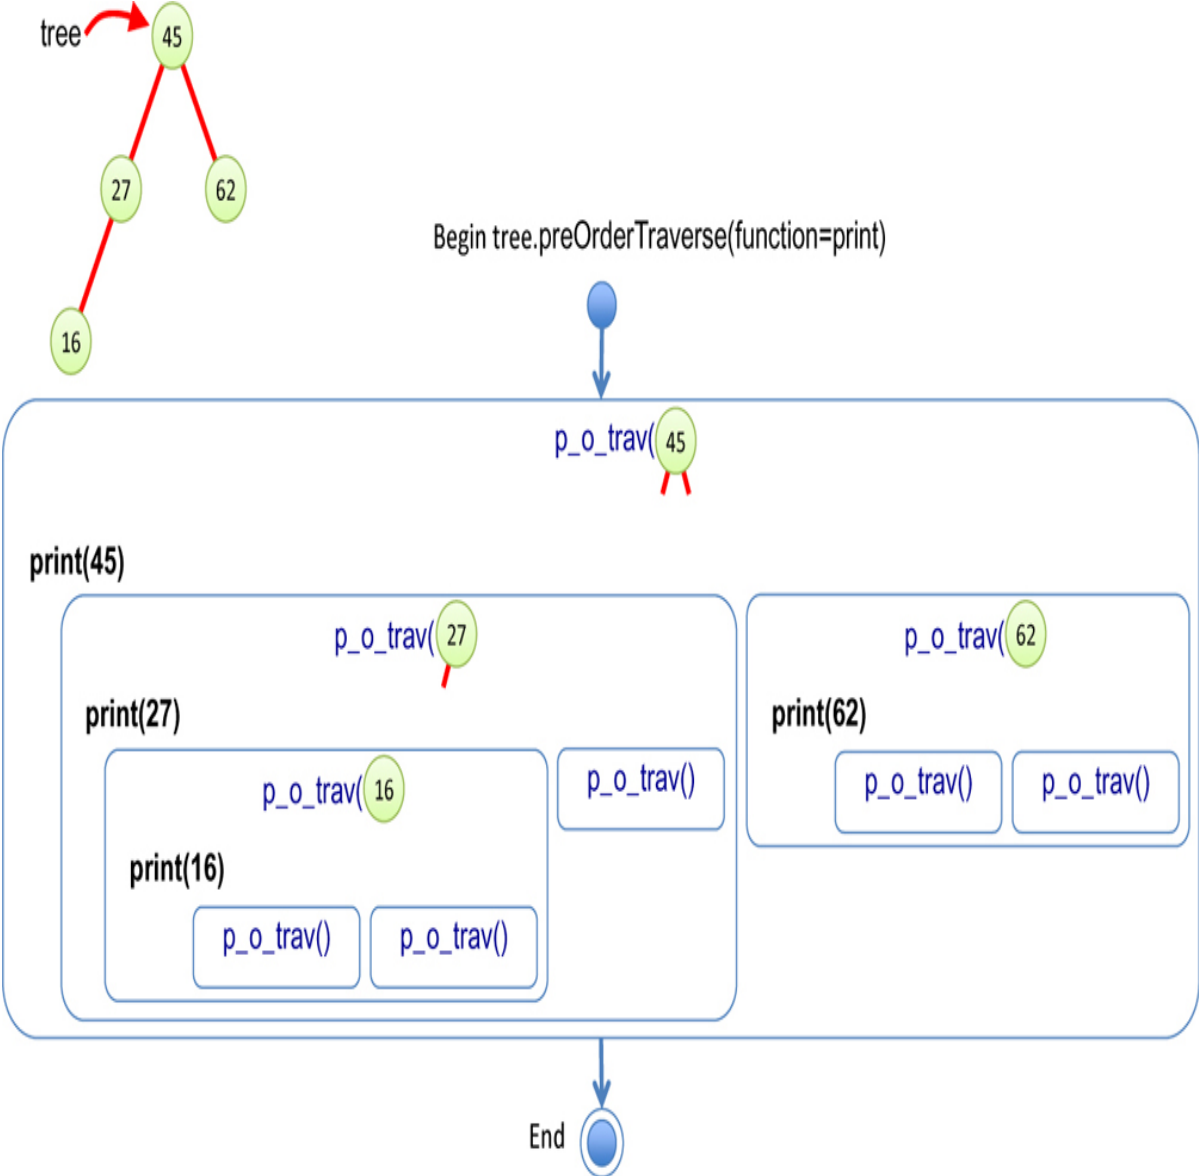 tree
45
27
62
16
Begin tree.preOrderTraverse(function=print)
p_o_trav(45
print(45)
p_o_trav(27
print(27)
p_o_trav(16
print(16)
p_o_trav()
p_o_trav()
p_o_trav()
p_o_trav(62
print(62)
p_o_trav()
p_o_trav()
End